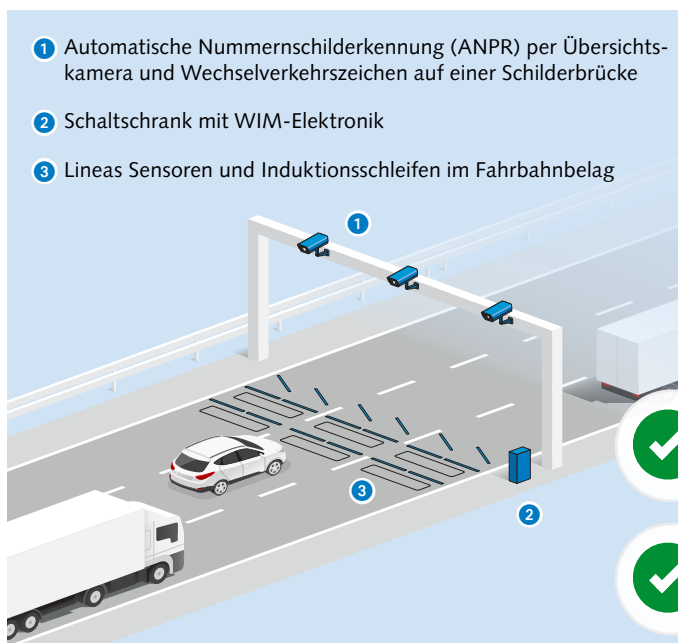 1 Automatische Nummernschilderkennung (ANPR) per Übersichts-
kamera und Wechselverkehrszeichen auf einer Schilderbrücke
2 Schaltschrank mit WIM-Elektronik
3 Lineas Sensoren und Induktionsschleifen im Fahrbahnbelag
1
3
2